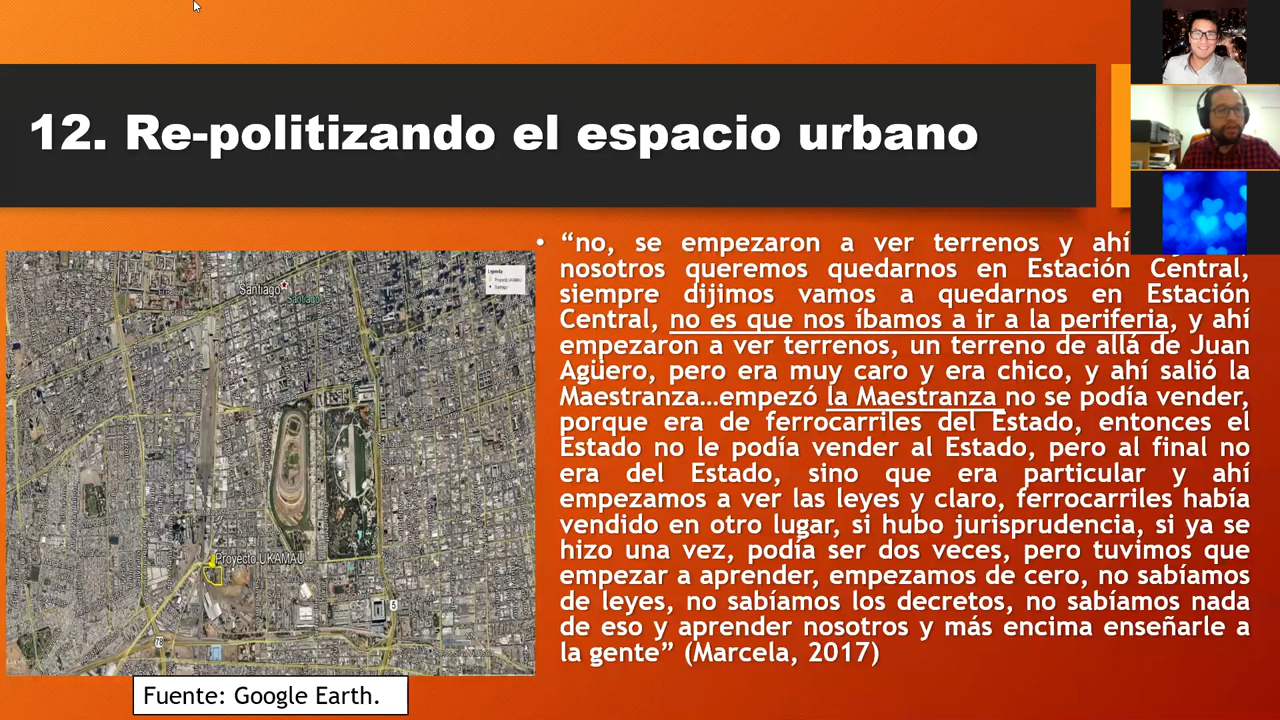 12. Re-politizando el espacio urbano
• “no, se empezaron a ver terrenos y ahí
nosotros queremos quedarnos en Estación Central,
siempre dijimos vamos a quedarnos en Estación
Central, no es que nos íbamos a ir a la periferia, y ahí
empezaron a ver terrenos, un terreno de allá de Juan
Agüero, pero era muy caro y era chico, y ahí salió la
Maestranza…empezó la Maestranza no se podía vender,
porque era de ferrocarriles del Estado, entonces el
Estado no le podía vender al Estado, pero al final no
era del Estado, sino que era particular y ahí
empezamos a ver las leyes y claro, ferrocarriles había
vendido en otro lugar, si hubo jurisprudencia, si ya se
hizo una vez, podía ser dos veces, pero tuvimos que
empezar a aprender, empezamos de cero, no sabíamos
de leyes, no sabíamos los decretos, no sabíamos nada
de eso y aprender nosotros y más encima enseñarle a
la gente” (Marcela, 2017)
Santiago
Santiago
Proyecto UKAMAU
5
78
Fuente: Google Earth.